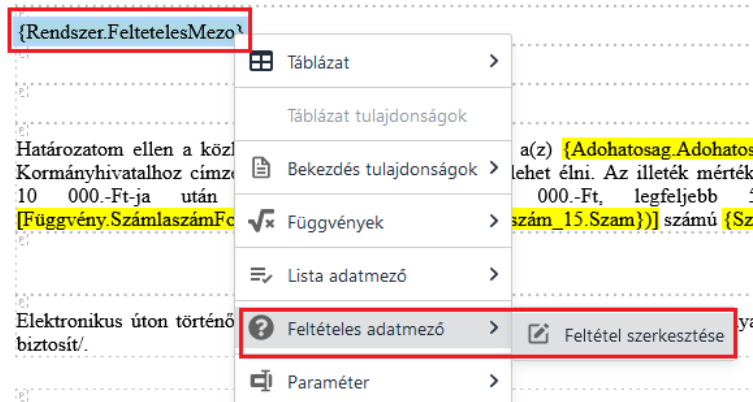 {Rendszer.FeltetelesMezo}
Táblázat
Táblázat tulajdonságok
Határozatom ellen a közl
a(z) {Adohatosag.Adohatos
Kormányhivatalhoz címze
Bekezdés tulajdonságok
lehet élni. Az illeték mérték
10 000.-Ft-ja után
000.-Ft, legfeljebb
[Függvény.SzámlaszámFo
Függvények
szám_15.Szam})] számú {Sz
Lista adatmező
Elektronikus úton történő
Feltételes adatmező
Feltétel szerkesztése
biztosít/.
Paraméter